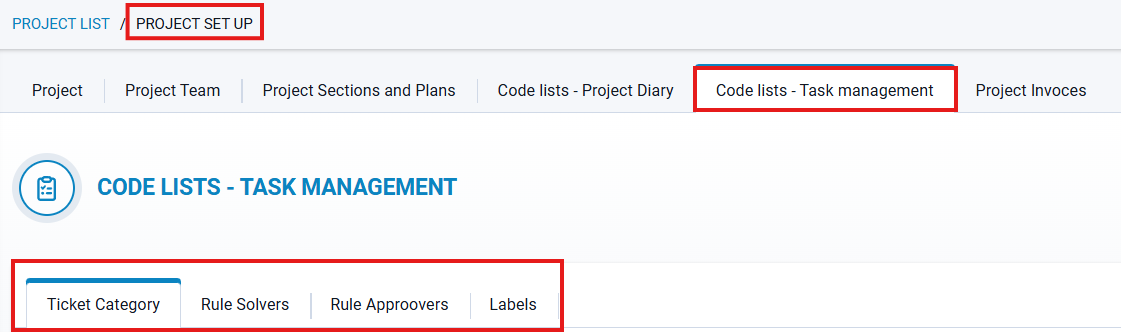 PROJECT LIST / PROJECT SET UP
Project Project Team Project Sections and Plans Code lists - Project Diary Code lists - Task management Project Invoces
CODE LISTS - TASK MANAGEMENT
Ticket Category Rule Solvers Rule Approovers Labels